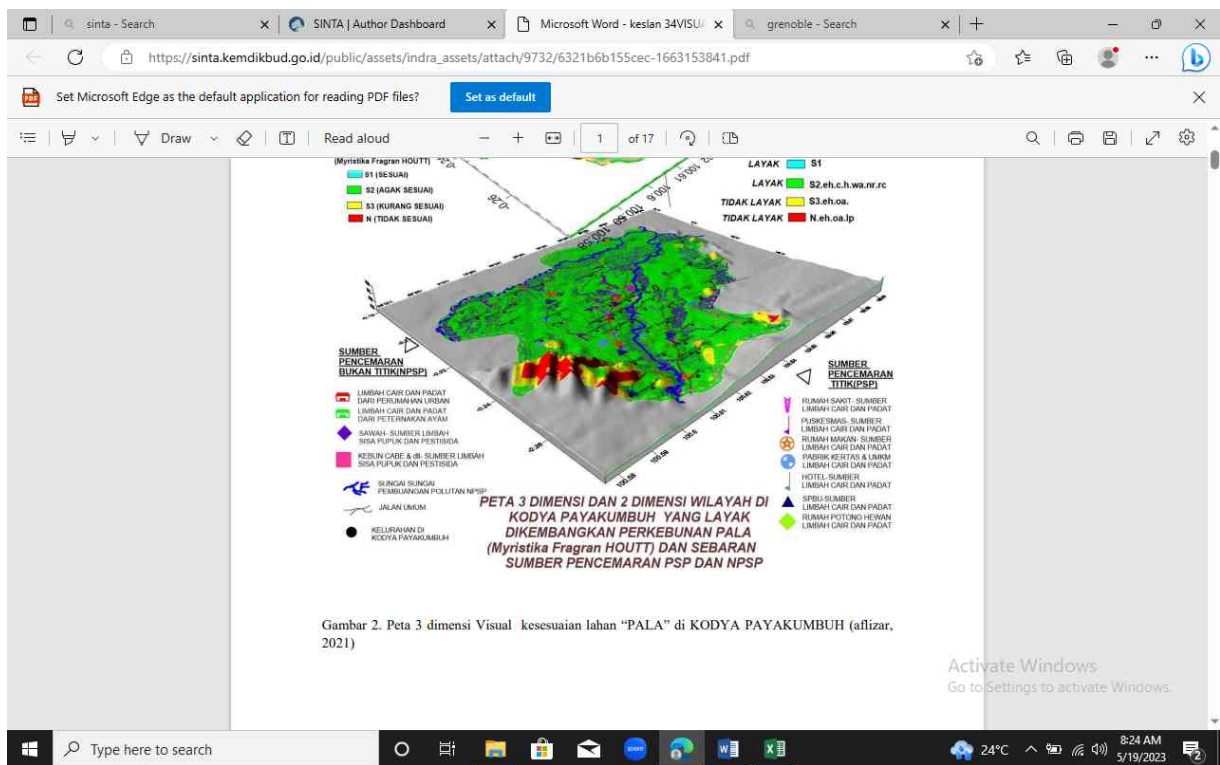 sinta - Search
SINTA | Author Dashboard
Microsoft Word - keslan 34VISUA
grenoble - Search
https://sinta.kemdikbud.go.id/public/assets/indra_assets/attach/9732/6321b6b155cec-1663153841.pdf
Set Microsoft Edge as the default application for reading PDF files?
Set as default
Draw
Read aloud
1 of 17
(Myristika Fragran HOUTT)
S1 (SESUAI)
S2 (AGAK SESUAI)
S3 (KURANG SESUAI)
N (TIDAK SESUAI)
LAYAK S1
LAYAK S2.eh.c.h.wa.nr.rc
TIDAK LAYAK S3.eh.oa.
TIDAK LAYAK N.eh.oa.lp
-0.26
100.58
SUMBER
PENCEMARAN
BUKAN TITIK(NPSP)
LIMBAH CAIR DAN PADAT
DARI PERUMAHAN URBAN
LIMBAH CAIR DAN PADAT
DARI PETERNAKAN AYAM
SAWAH- SUMBER LIMBAH
SISA PUPUK DAN PESTISIDA
KEBUN CABE & dll- SUMBER LIMBAH
SISA PUPUK DAN PESTISIDA
SUNGAI SUNGAI
PEMBUANGAN POLUTAN NPSP
JALAN UMUM
KELURAHAN DI
KODYA PAYAKUMBUH
SUMBER
PENCEMARAN
TITIK(PSP)
RUMAH SAKIT- SUMBER
LIMBAH CAIR DAN PADAT
PUSKESMAS- SUMBER
LIMBAH CAIR DAN PADAT
RUMAH MAKAN- SUMBER
LIMBAH CAIR DAN PADAT
PABRIK KERTAS & UMKM
LIMBAH CAIR DAN PADAT
HOTEL-SUMBER
LIMBAH CAIR DAN PADAT
SPBU-SUMBER
LIMBAH CAIR DAN PADAT
RUMAH POTONG HEWAN
LIMBAH CAIR DAN PADAT
PETA 3 DIMENSI DAN 2 DIMENSI WILAYAH DI
KODYA PAYAKUMBUH YANG LAYAK
DIKEMBANGKAN PERKEBUNAN PALA
(Myristika Fragran HOUTT) DAN SEBARAN
SUMBER PENCEMARAN PSP DAN NPSP
Gambar 2. Peta 3 dimensi Visual kesesuaian lahan “PALA” di KODYA PAYAKUMBUH (aflizar,
2021)
Activate Windows
Go to Settings to activate Windows.
Type here to search
zoom
24°C
8:24 AM
5/19/2023
2